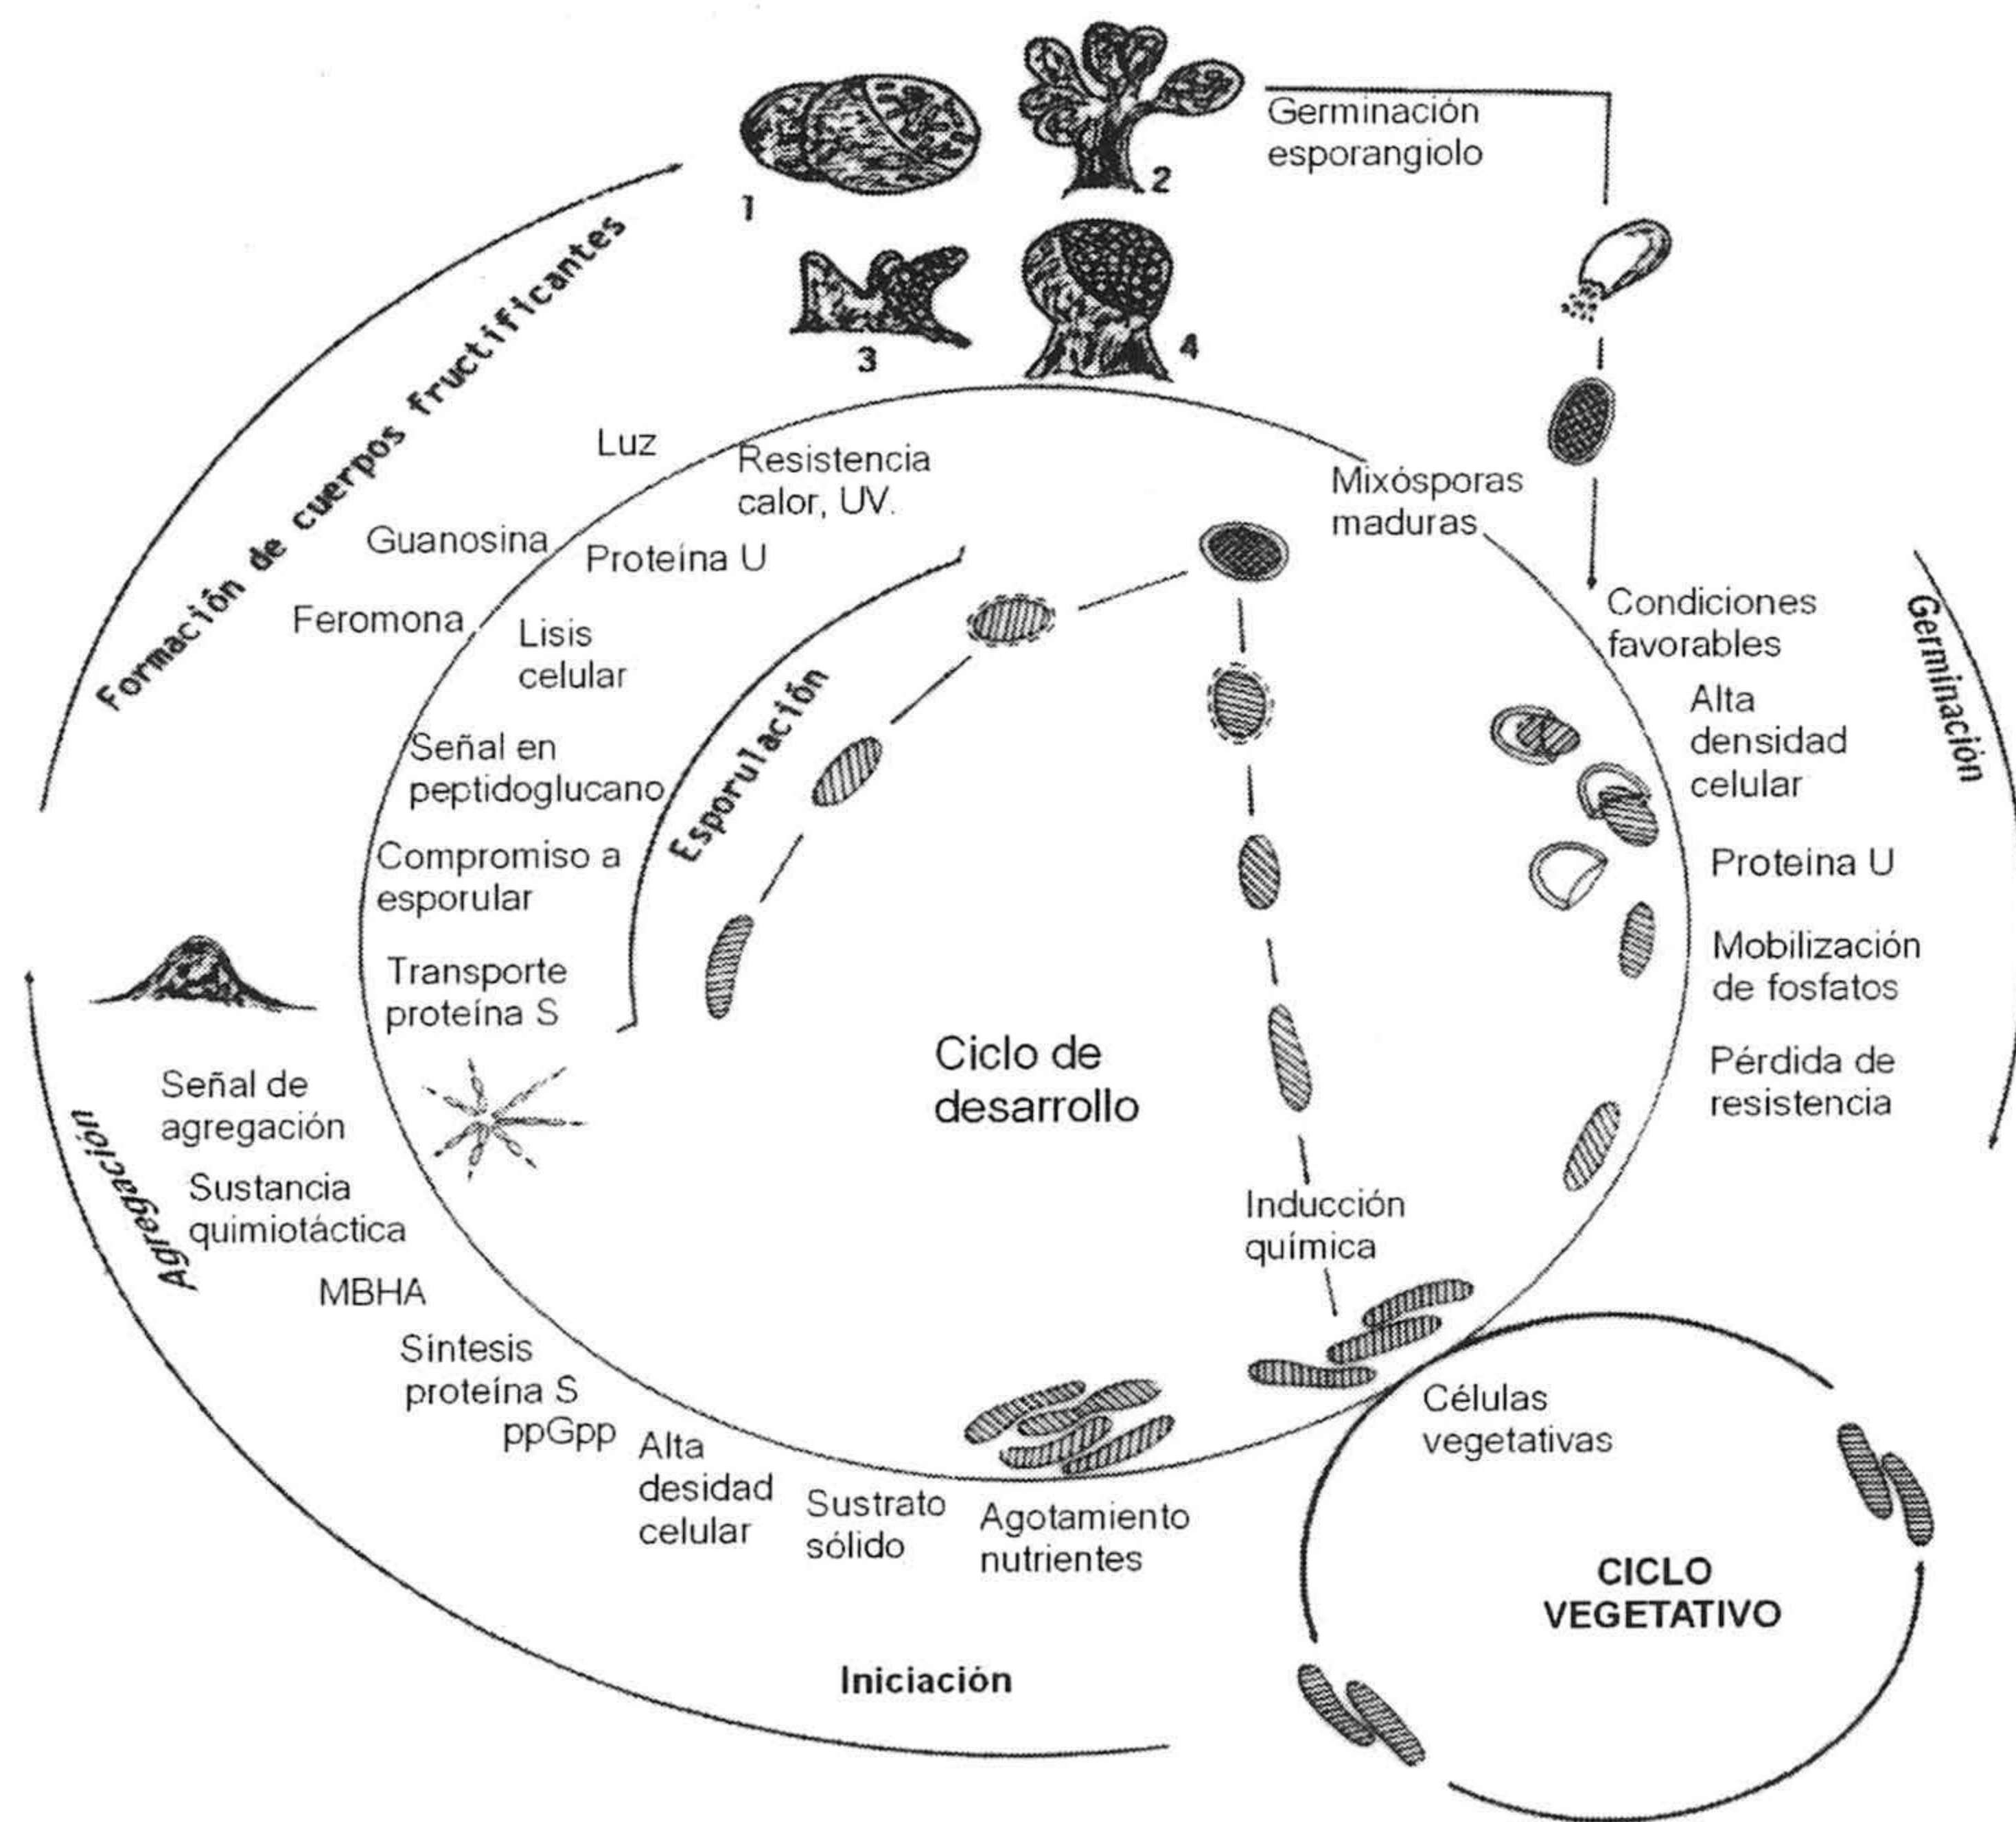 Germinación
esporangiolo
1
2
3
4
Formación de cuerpos fructificantes
Luz
Resistencia
calor, UV.
Mixósporas
maduras
Guanosina
Proteína U
Feromona
Lisis
celular
Condiciones
favorables
Germinación
Alta
densidad
celular
Señal en
peptidoglucano
Esporulación
Compromiso a
esporular
Proteína U
Transporte
proteína S
Mobilización
de fosfatos
Ciclo de
desarrollo
Pérdida de
resistencia
Señal de
agregación
Agregación
Sustancia
quimiotáctica
Inducción
química
MBHA
Síntesis
proteína S
ppGpp
Alta
desidad
celular
Sustrato
sólido
Agotamiento
nutrientes
Células
vegetativas
CICLO
VEGETATIVO
Iniciación